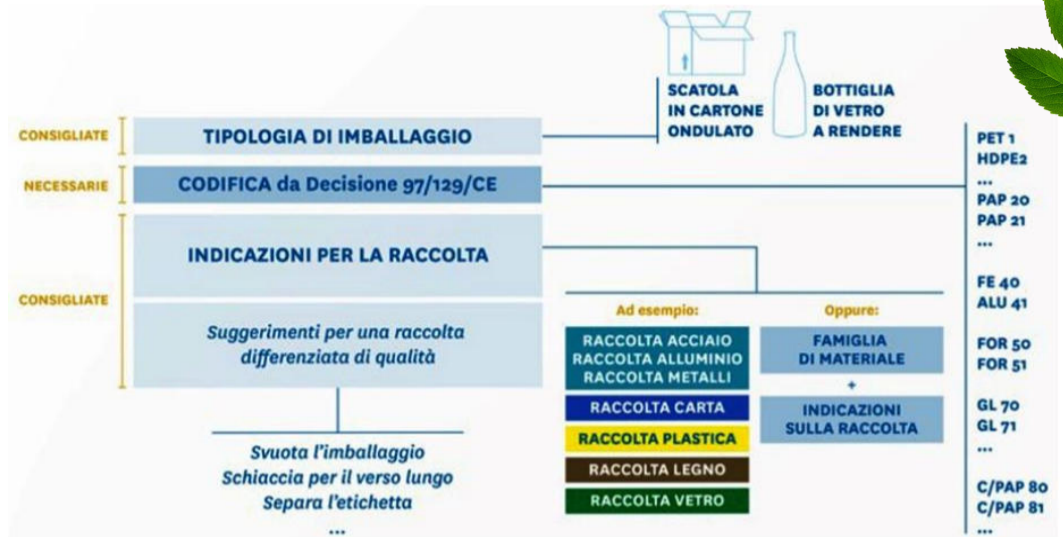 SCATOLA
IN CARTONE
ONDULATO
BOTTIGLIA
DI VETRO
A RENDERE
CONSIGLIATE
TIPOLOGIA DI IMBALLAGGIO
NECESSARIE
CODIFICA da Decisione 97/129/CE
CONSIGLIATE
INDICAZIONI PER LA RACCOLTA
Suggerimenti per una raccolta
differenziata di qualità
Svuota l'imballaggio
Schiaccia per il verso lungo
Separa l'etichetta
...
Ad esempio:
RACCOLTA ACCIAIO
RACCOLTA ALLUMINIO
RACCOLTA METALLI
RACCOLTA CARTA
RACCOLTA PLASTICA
RACCOLTA LEGNO
RACCOLTA VETRO
Oppure:
FAMIGLIA
DI MATERIALE
+
INDICAZIONI
SULLA RACCOLTA
PET 1
HDPE2
...
PAP 20
PAP 21
...
FE 40
ALU 41
FOR 50
FOR 51
GL 70
GL 71
...
C/PAP 80
C/PAP 81
...